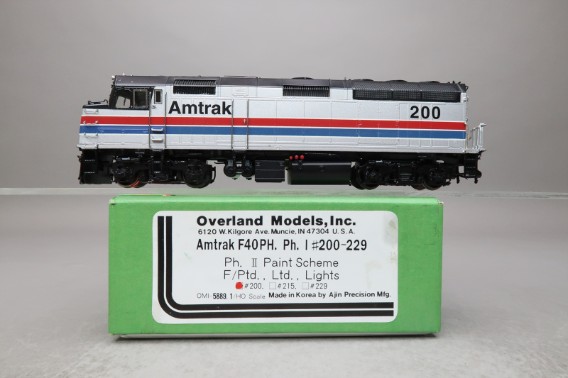 Amtrak 200
Overland Models, Inc.
6120 W. Kilgore Ave. Muncie, IN 47304 U.S.A.
Amtrak F40PH. Ph. I #200-229
Ph. II Paint Scheme
F/Ptd., Ltd., Lights
#200, #215, #229
OMI 5889.1 HO Scale Made in Korea by Ajin Precision Mfg.